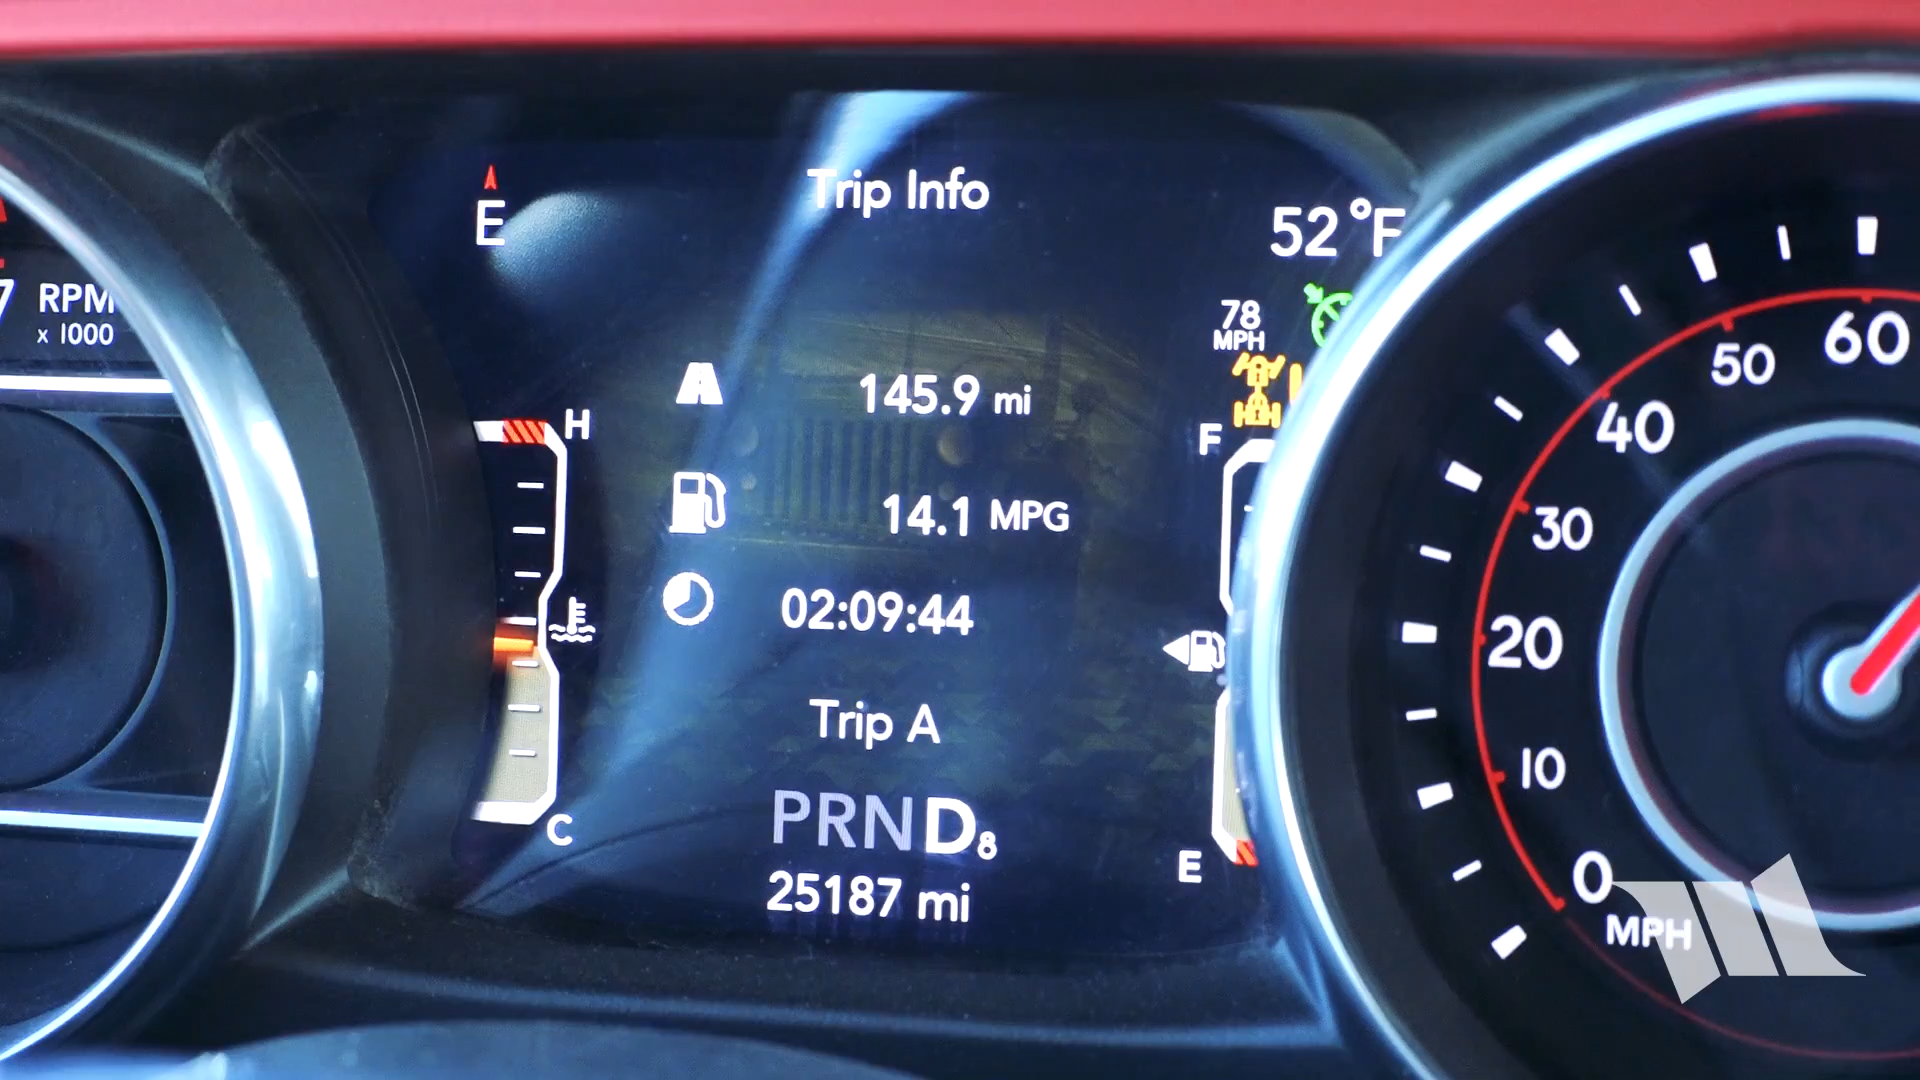 Trip Info
E
52°F
7 RPM
x 1000
78
MPH
145.9 mi
H
F
14.1 MPG
02:09:44
Trip A
PRND8
C
E
25187 mi
60
50
40
30
20
10
0
MPH